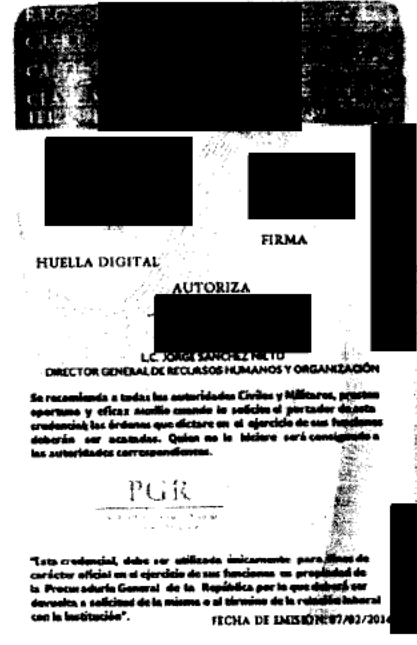 FIRMA
HUELLA DIGITAL
AUTORIZA
L.C. JORGE SANCHEZ NIETO
DIRECTOR GENERAL DE RECURSOS HUMANOS Y ORGANIZACIÓN
Se recomienda a todas las autoridades Civiles y Militares, presten
oportuno y eficaz auxilio cuando lo solicite el portador de esta
credencial; las órdenes que dictare en el ejercicio de sus funciones
deberán ser acatadas. Quien no lo hiciere será consignado a
las autoridades correspondientes.
PGR
"Esta credencial, debe ser utilizada únicamente para fines de
carácter oficial en el ejercicio de sus funciones es propiedad de
la Procuraduría General de la República por lo que deberá ser
devuelta a solicitud de la misma o al término de la relación laboral
con la Institución".
FECHA DE EMISIÓN: 07/02/2014